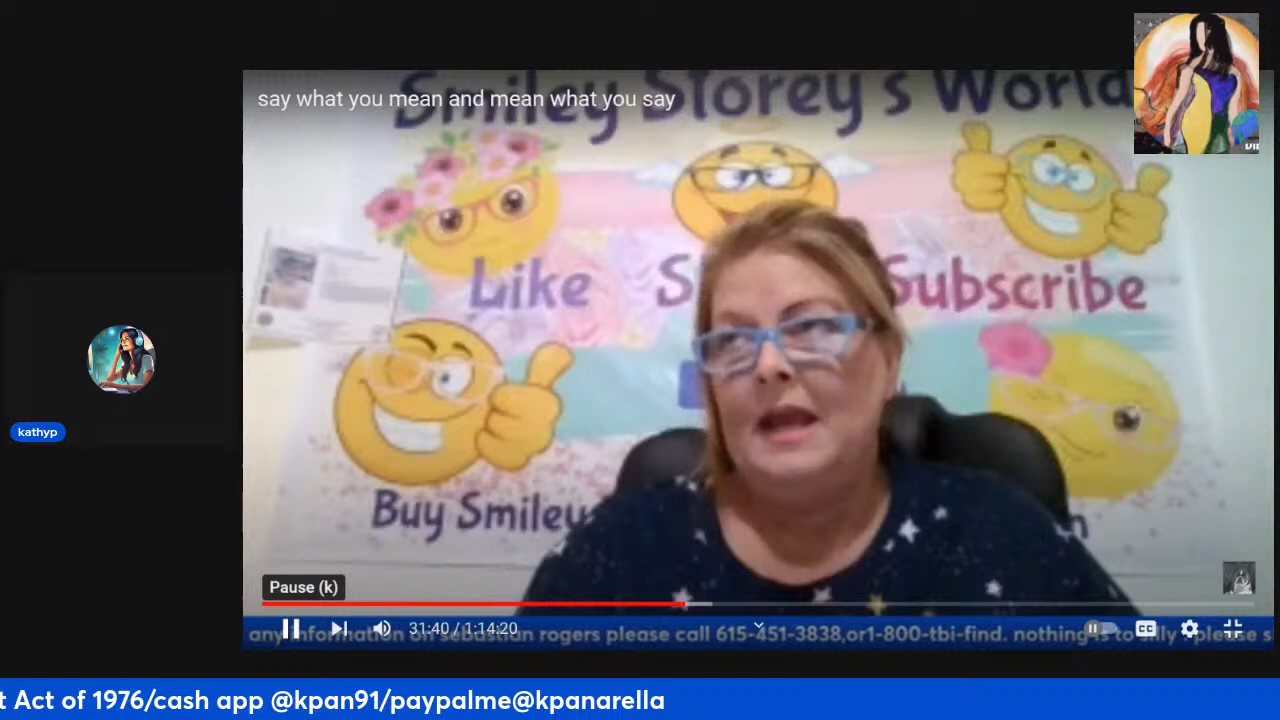 Smiley Storey's World
say what you mean and mean what you say
Like S Subscribe
kathyp
Buy Smiley n
Pause (k)
31:40 / 1:14:20
CC
any information on sebastian rogers please call 615-451-3838,or1-800-tbi-find. nothing is to silly
t Act of 1976/cash app @kpan91/paypalme@kpanarella